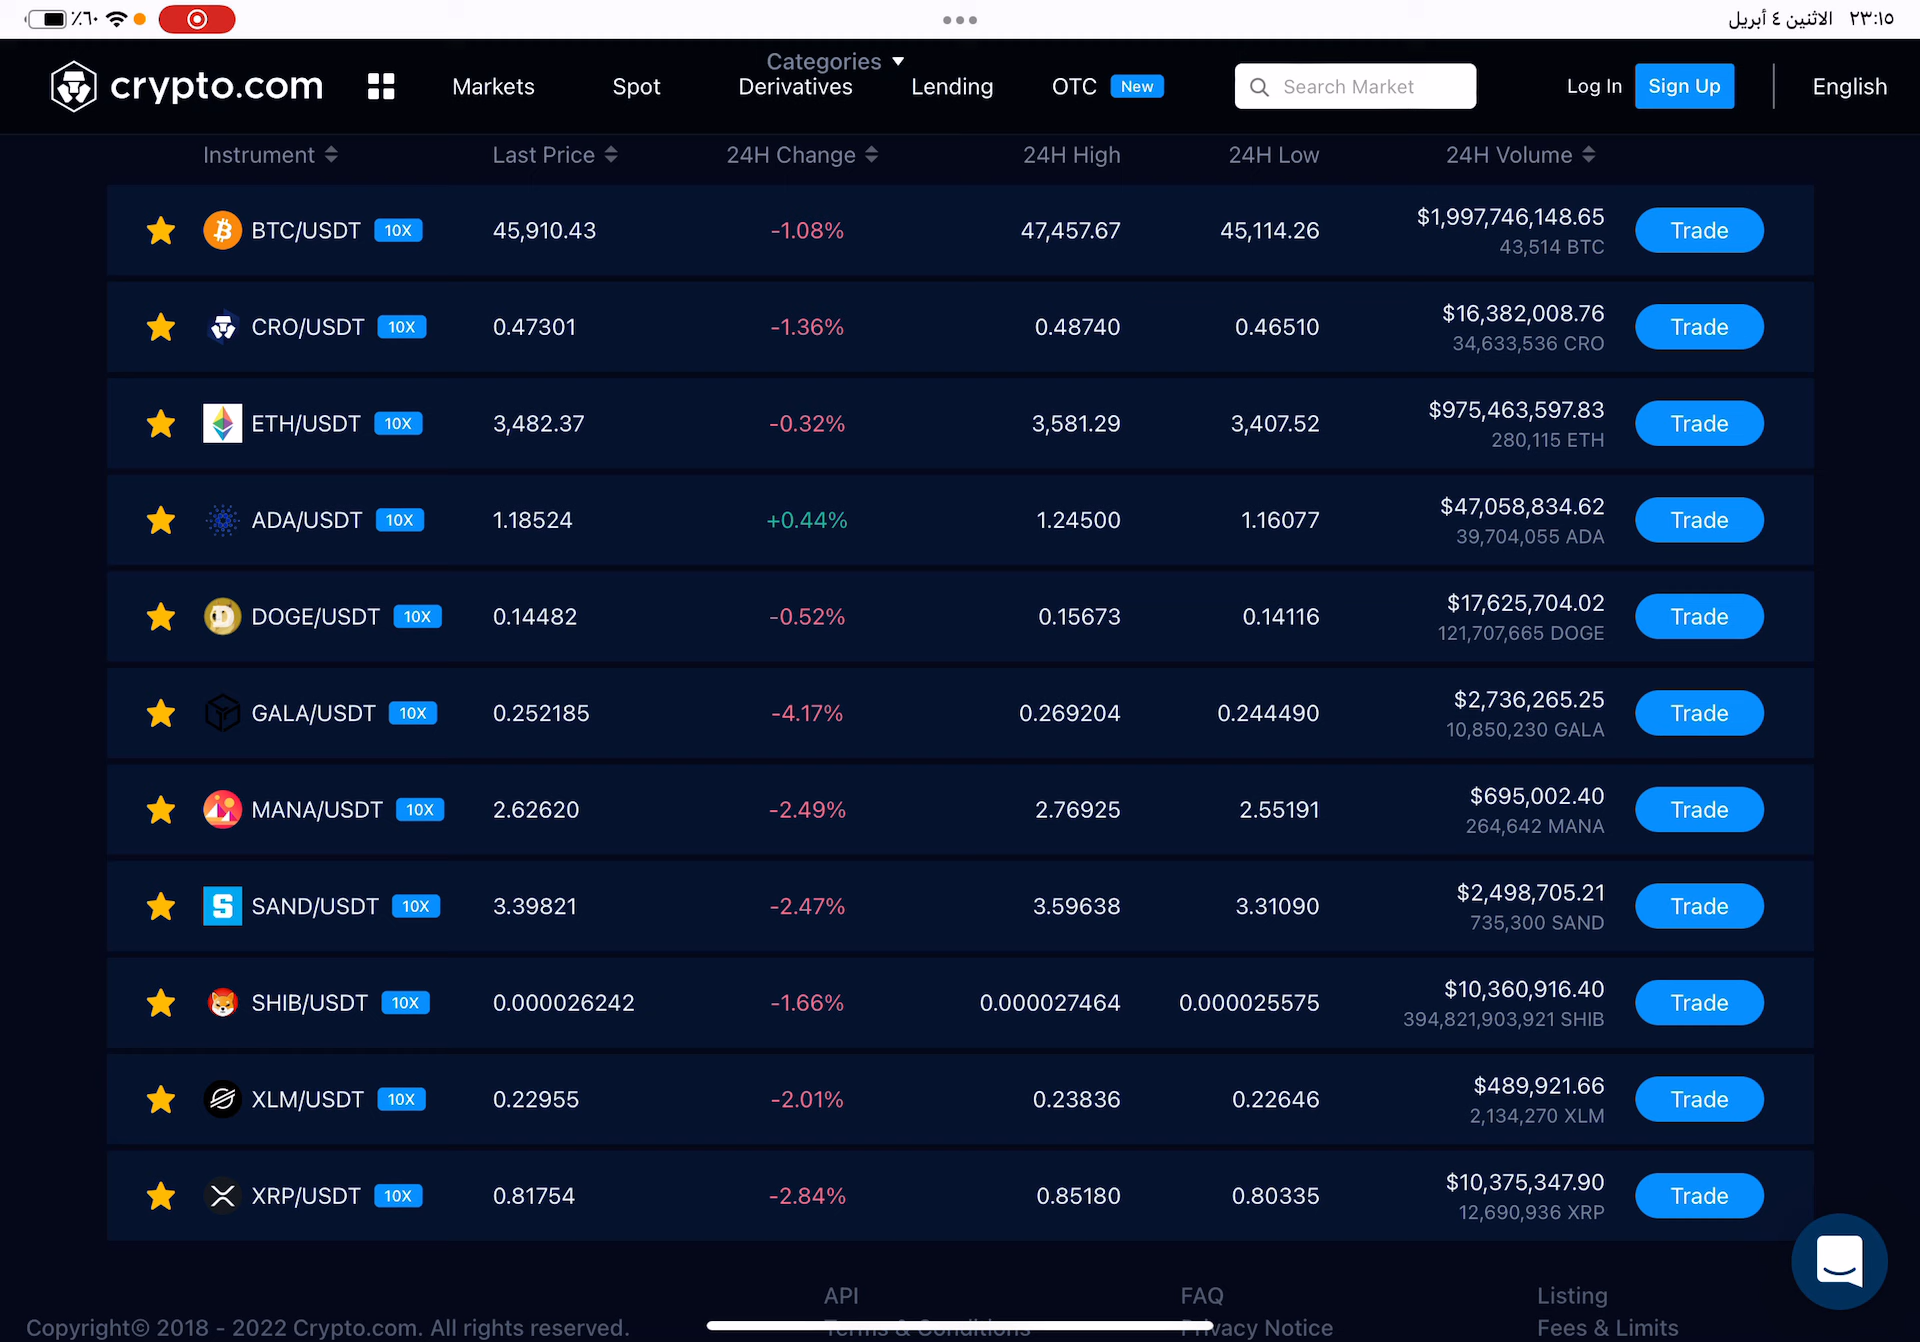 ٪٦٠
الاثنين ٤ أبريل ٢٣:١٥
crypto.com
Markets
Spot
Categories
Derivatives
Lending
OTC New
Search Market
Log In
Sign Up
English
Instrument Last Price 24H Change 24H High 24H Low 24H Volume
BTC/USDT 10X 45,910.43 -1.08% 47,457.67 45,114.26 $1,997,746,148.65 Trade
43,514 BTC
CRO/USDT 10X 0.47301 -1.36% 0.48740 0.46510 $16,382,008.76 Trade
34,633,536 CRO
ETH/USDT 10X 3,482.37 -0.32% 3,581.29 3,407.52 $975,463,597.83 Trade
280,115 ETH
ADA/USDT 10X 1.18524 +0.44% 1.24500 1.16077 $47,058,834.62 Trade
39,704,055 ADA
DOGE/USDT 10X 0.14482 -0.52% 0.15673 0.14116 $17,625,704.02 Trade
121,707,665 DOGE
GALA/USDT 10X 0.252185 -4.17% 0.269204 0.244490 $2,736,265.25 Trade
10,850,230 GALA
MANA/USDT 10X 2.62620 -2.49% 2.76925 2.55191 $695,002.40 Trade
264,642 MANA
SAND/USDT 10X 3.39821 -2.47% 3.59638 3.31090 $2,498,705.21 Trade
735,300 SAND
SHIB/USDT 10X 0.000026242 -1.66% 0.000027464 0.000025575 $10,360,916.40 Trade
394,821,903,921 SHIB
XLM/USDT 10X 0.22955 -2.01% 0.23836 0.22646 $489,921.66 Trade
2,134,270 XLM
XRP/USDT 10X 0.81754 -2.84% 0.85180 0.80335 $10,375,347.90 Trade
12,690,936 XRP
API FAQ Listing
Copyright© 2018 - 2022 Crypto.com. All rights reserved. Terms & Conditions Privacy Notice Fees & Limits